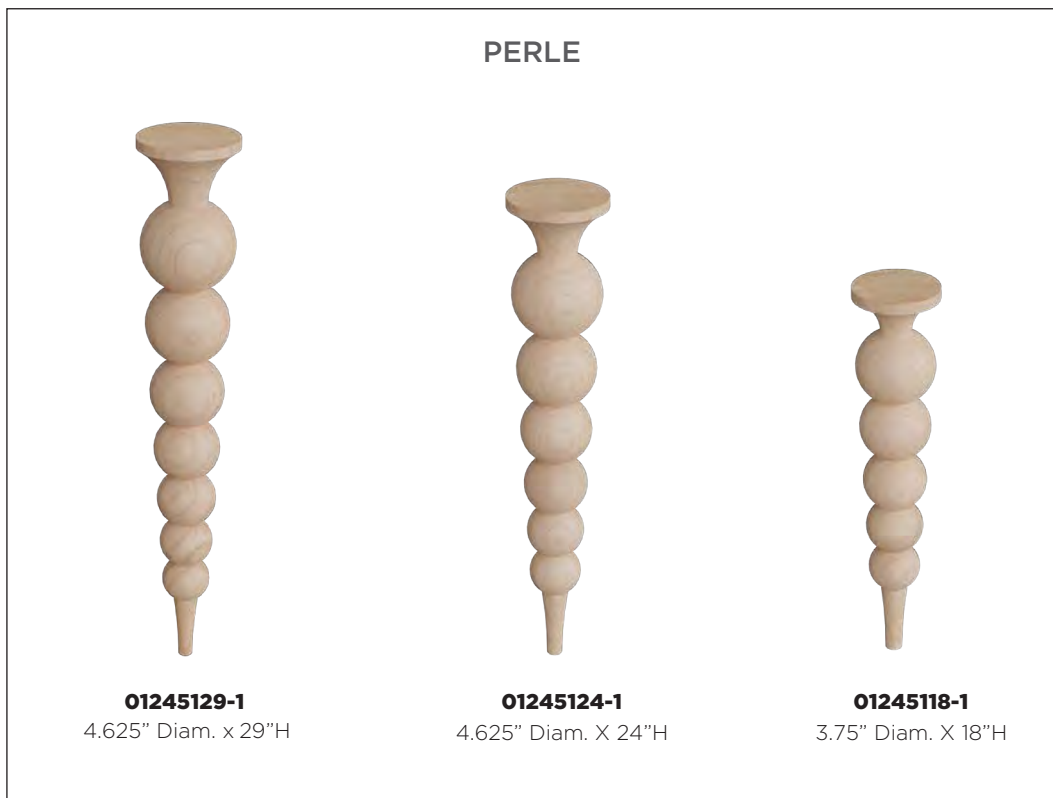 PERLE
01245129-1
4.625” Diam. x 29”H
01245124-1
4.625” Diam. X 24”H
01245118-1
3.75” Diam. X 18”H